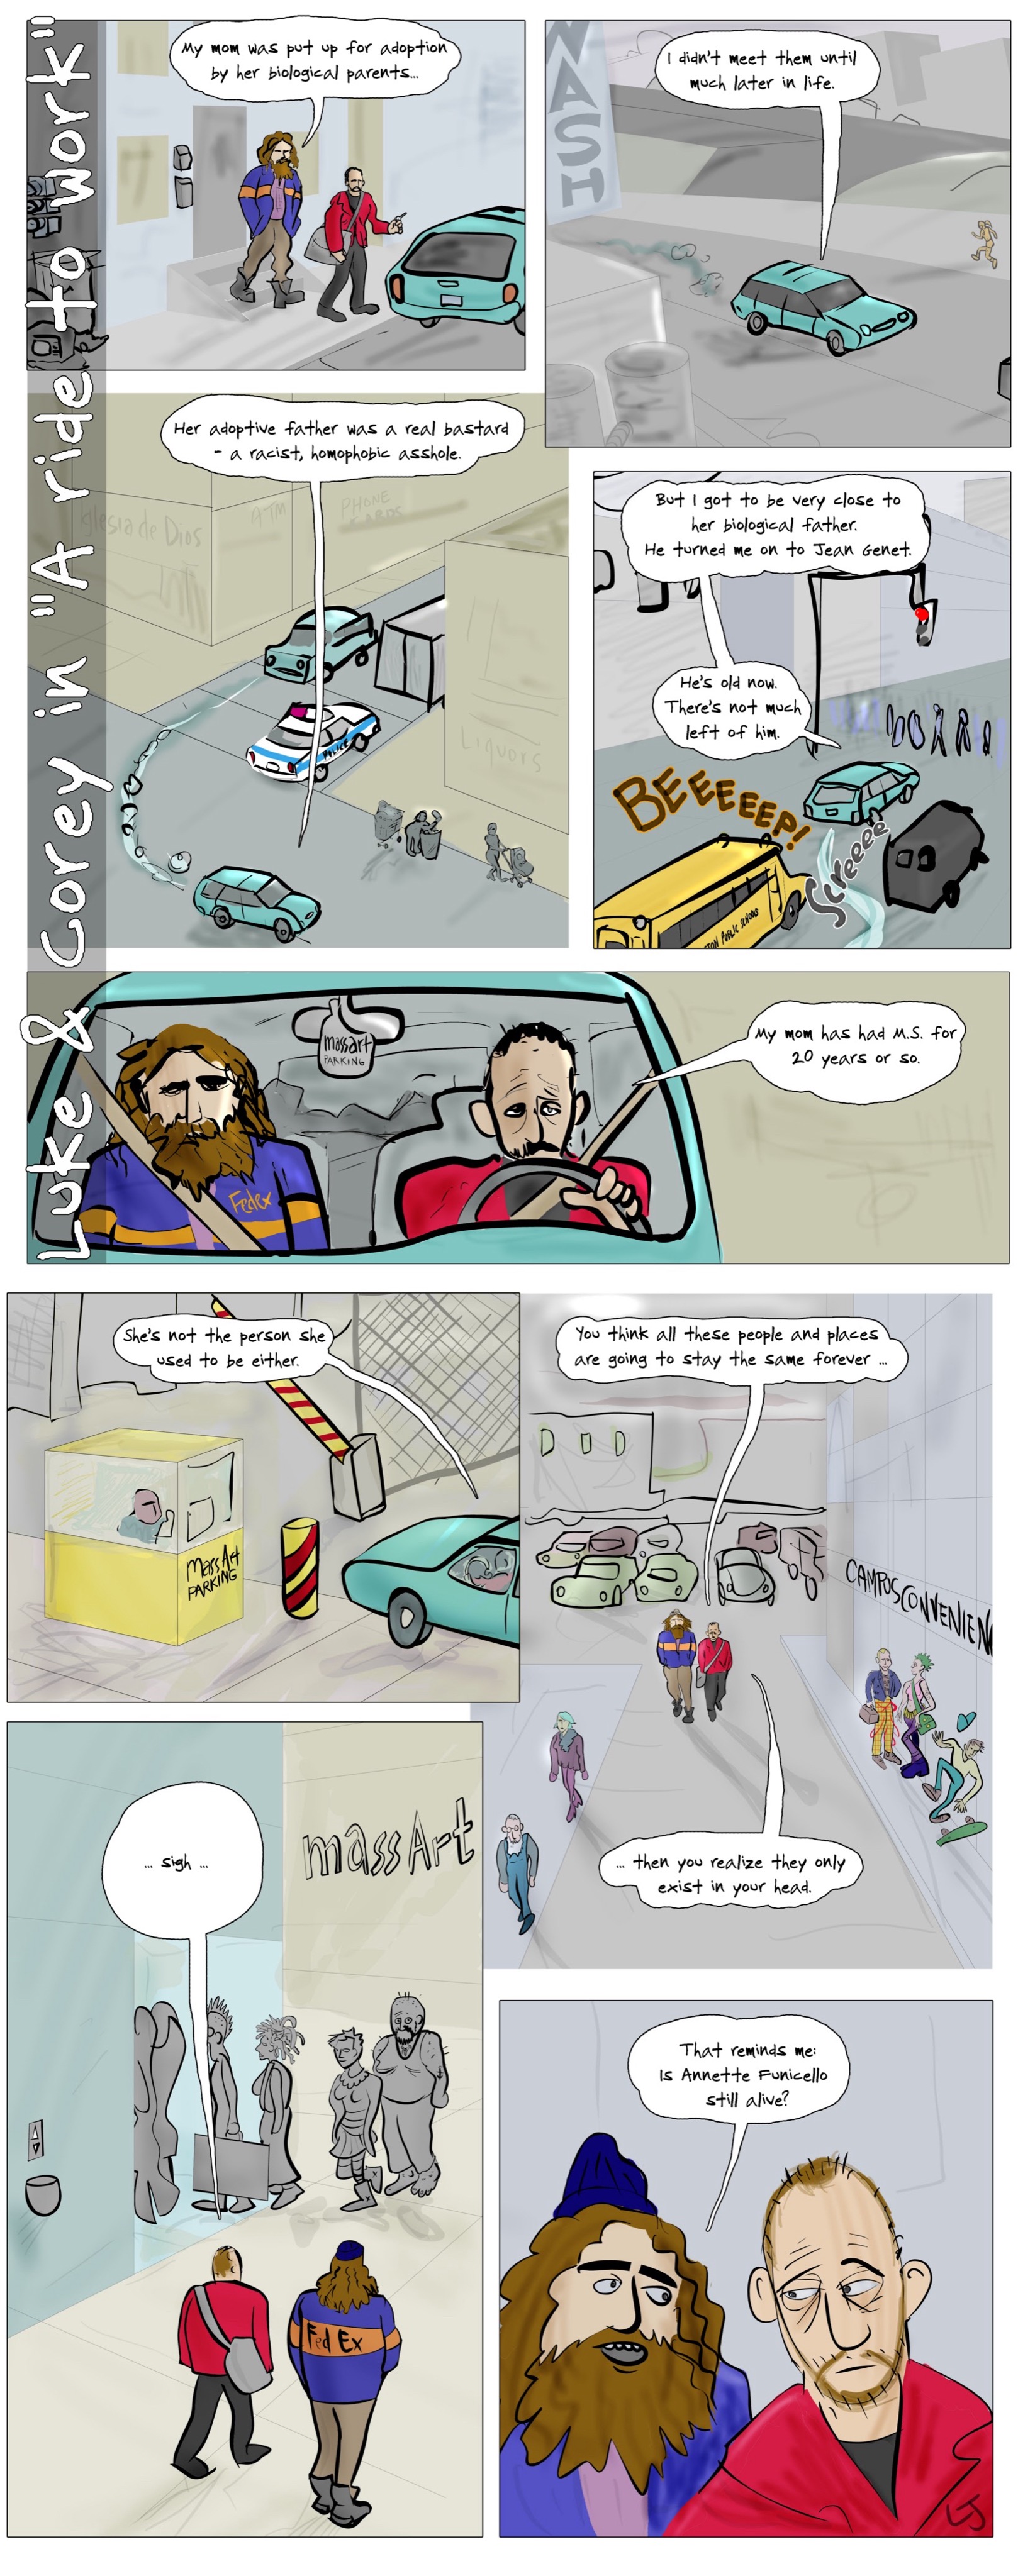 Luke & Corey in "A ride to work"
My mom was put up for adoption
by her biological parents...
WASH
I didn't meet them until
much later in life.
Her adoptive father was a real bastard
- a racist, homophobic asshole.
Iglesia de Dios
ATM
PHONE
CARDS
POLICE
Liquors
But I got to be very close to
her biological father.
He turned me on to Jean Genet.
He's old now.
There's not much
left of him.
BEEEEEP!
Screeee
TON PUBLIC SCHOOLS
massart
PARKING
Fedex
My mom has had M.S. for
20 years or so.
She's not the person she
used to be either.
MassArt
PARKING
You think all these people and places
are going to stay the same forever ...
CAMPUS CONVENIEN
... then you realize they only
exist in your head.
... sigh ...
massArt
Fed Ex
That reminds me:
Is Annette Funicello
still alive?
LJ